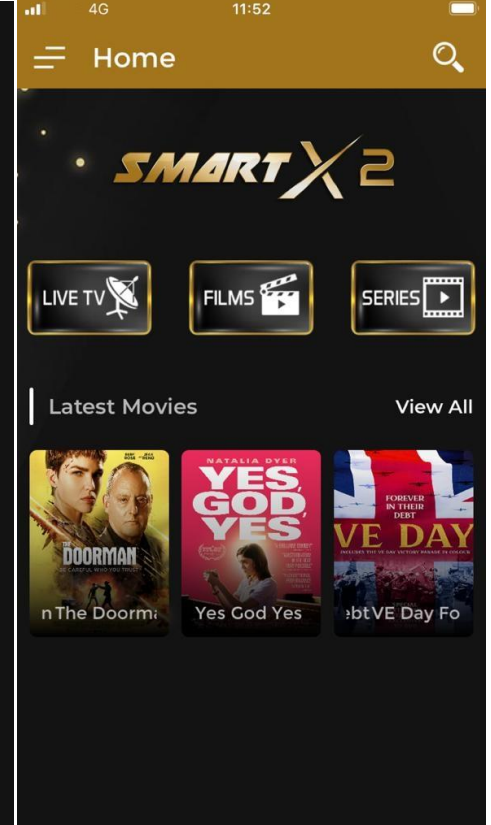 4G 11:52
Home
SMART X 2
LIVE TV
FILMS
SERIES
Latest Movies View All
THE
DOORMAN
BE CAREFUL WHO YOU TRUST
n The Doorma
NATALIA DYER
YES,
GOD,
YES
Yes God Yes
FOREVER
IN THEIR
DEBT
VE DAY
ebt VE Day Fo